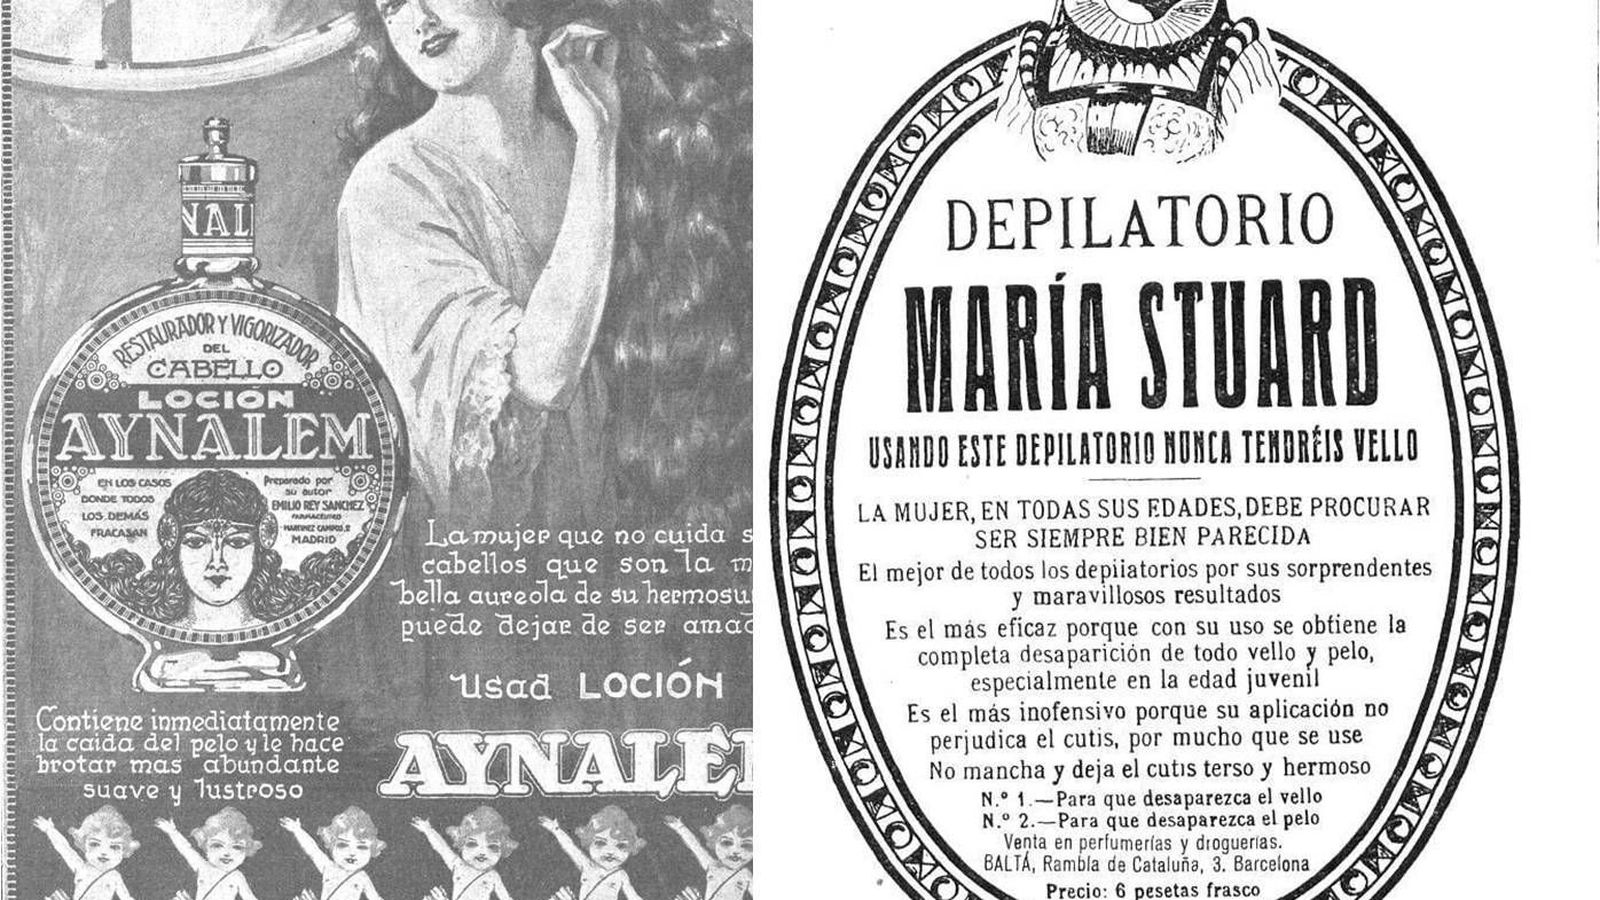 NAL
RESTAURADOR Y VIGORIZADOR
DEL
CABELLO
LOCIÓN
AYNALEM
EN LOS CASOS
DONDE TODOS
LOS DEMÁS
FRACASAN
Preparado por
su autor
EMILIO REY SANCHEZ
FARMACÉUTICO
MARTINEZ CAMPOS, 2
MADRID
La mujer que no cuida s
cabellos que son la m
bella aureola de su hermosu
puede dejar de ser amad
Usad LOCIÓN
AYNALE
Contiene inmediatamente
la caida del pelo y le hace
brotar mas abundante
suave y lustroso
DEPILATORIO
MARÍA STUARD
USANDO ESTE DEPILATORIO NUNCA TENDRÉIS VELLO
LA MUJER, EN TODAS SUS EDADES, DEBE PROCURAR
SER SIEMPRE BIEN PARECIDA
El mejor de todos los depilatorios por sus sorprendentes
y maravillosos resultados
Es el más eficaz porque con su uso se obtiene la
completa desaparición de todo vello y pelo,
especialmente en la edad juvenil
Es el más inofensivo porque su aplicación no
perjudica el cutis, por mucho que se use
No mancha y deja el cutis terso y hermoso
N.º 1.—Para que desaparezca el vello
N.º 2.—Para que desaparezca el pelo
Venta en perfumerías y droguerías.
BALTÁ, Rambla de Cataluña, 3. Barcelona
Precio: 6 pesetas frasco